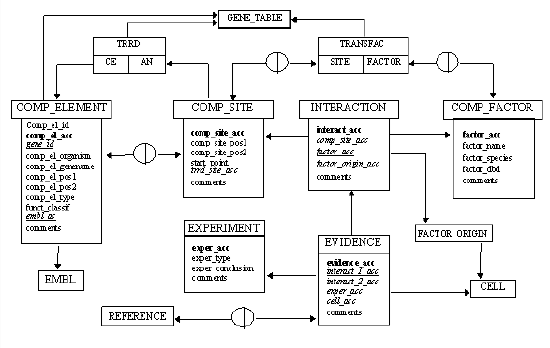 GENE_TABLE
TRRD
CE AN
TRANSFAC
SITE FACTOR
COMP_ELEMENT
Comp_el_id
comp_el_acc
gene_id
comp_el_organism
comp_el_genename
comp_el_pos1
comp_el_pos2
comp_el_type
funct_classif
embl_ac
comments
COMP_SITE
comp_site_acc
comp_site_pos1
comp_site_pos2
start_point
trrd_site_acc
comments
INTERACTION
interact_acc
comp_site_acc
factor_acc
factor_origin_acc
comments
COMP_FACTOR
factor_acc
factor_name
factor_species
factor_dbd
comments
EXPERIMENT
exper_acc
exper_type
exper_conclusion
comments
EVIDENCE
evidence_acc
interact_1_acc
interact_2_acc
exper_acc
cell_acc
comments
FACTOR ORIGIN
EMBL
CELL
REFERENCE